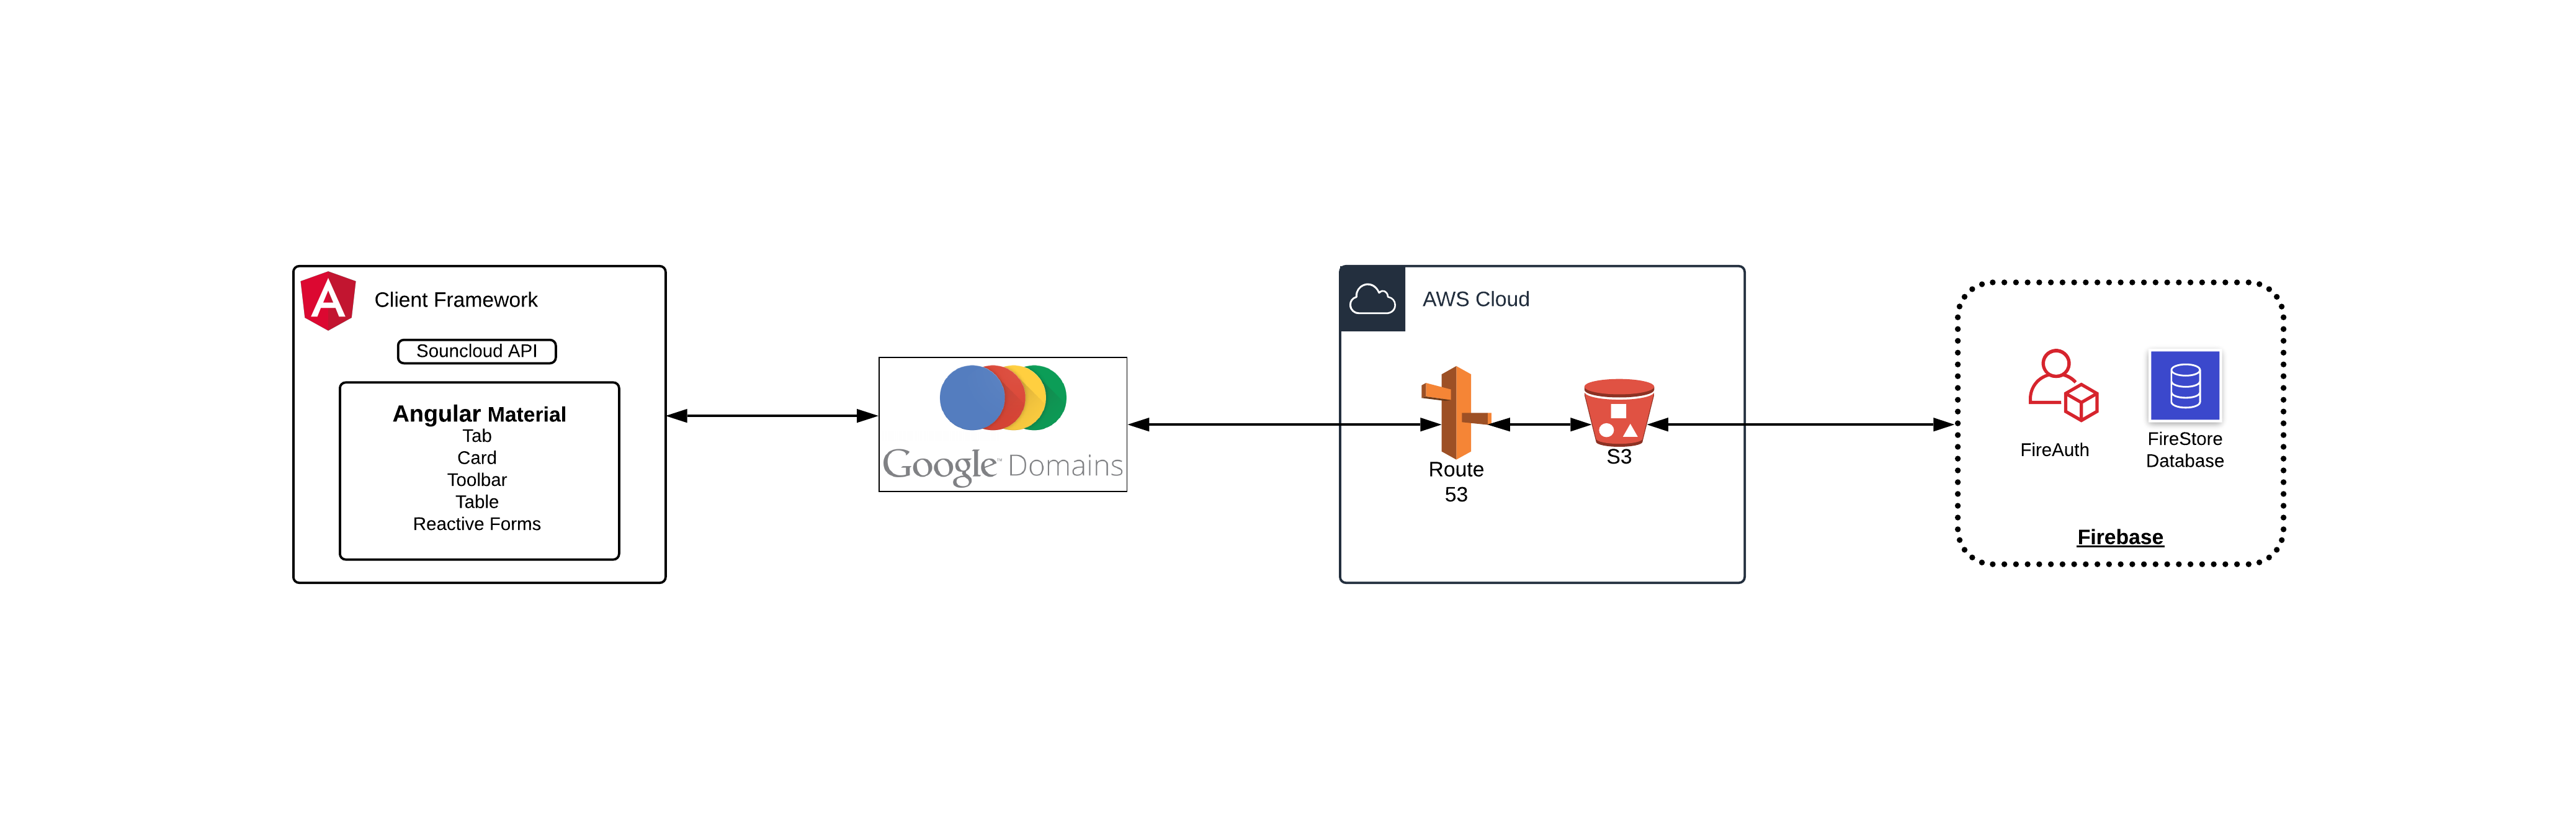 Client Framework
Souncloud API
Angular Material
Tab
Card
Toolbar
Table
Reactive Forms
Google™ Domains
AWS Cloud
Route
53
S3
FireAuth
FireStore
Database
Firebase